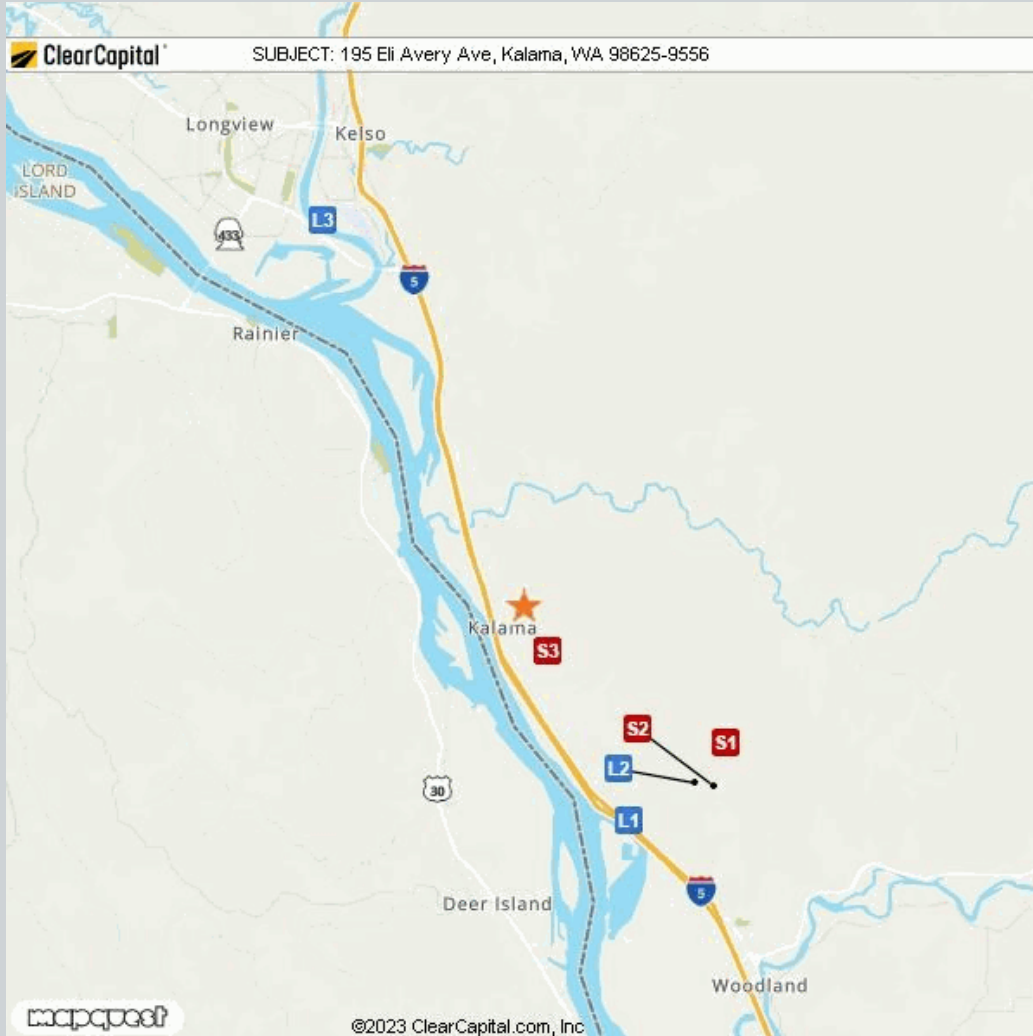 ClearCapital
SUBJECT: 195 Eli Avery Ave, Kalama, WA 98625-9556
Longview
Kelso
LORD
ISLAND
L3
433
5
Rainier
Kalama
S3
S2
S1
L2
30
L1
5
Deer Island
Woodland
mapquest
©2023 ClearCapital.com, Inc